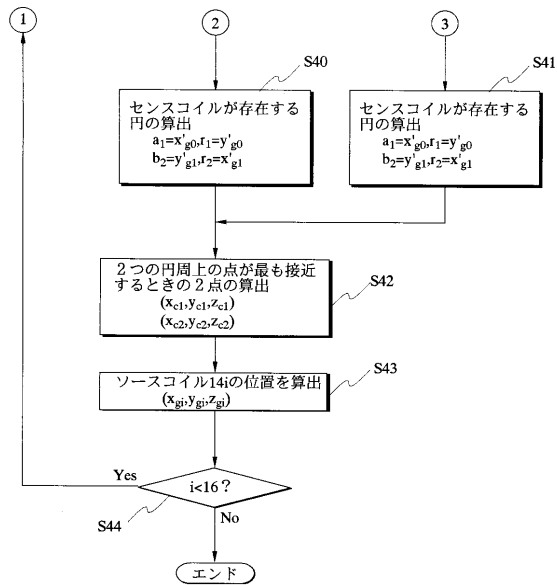 1
2
3
S40
S41
センスコイルが存在する
円の算出
a1=x'g0,r1=y'g0
b2=y'g1,r2=x'g1
センスコイルが存在する
円の算出
a1=x'g0,r1=y'g0
b2=y'g1,r2=x'g1
2つの円周上の点が最も接近
するときの2点の算出
(xc1,yc1,zc1)
(xc2,yc2,zc2)
S42
ソースコイル14iの位置を算出
(xgi,ygi,zgi)
S43
Yes
i<16?
S44
No
エンド